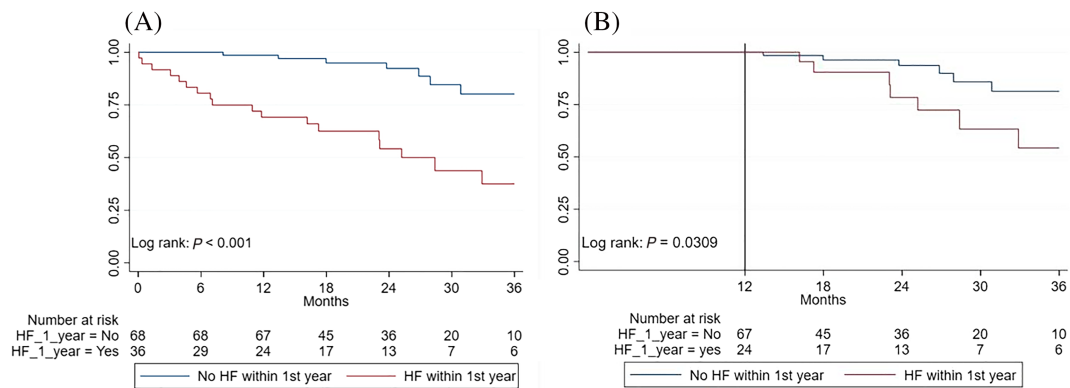 (A)
1.00
0.75
0.50
0.25
0.00
Log rank: P < 0.001
0 6 12 18 24 30 36
Months
Number at risk
HF_1_year = No 68 68 67 45 36 20 10
HF_1_year = Yes 36 29 24 17 13 7 6
No HF within 1st year HF within 1st year
(B)
1.00
0.75
0.50
0.25
0.00
Log rank: P = 0.0309
12 18 24 30 36
Months
Number at risk
HF_1_year = No 67 45 36 20 10
HF_1_year = yes 24 17 13 7 6
No HF within 1st year HF within 1st year